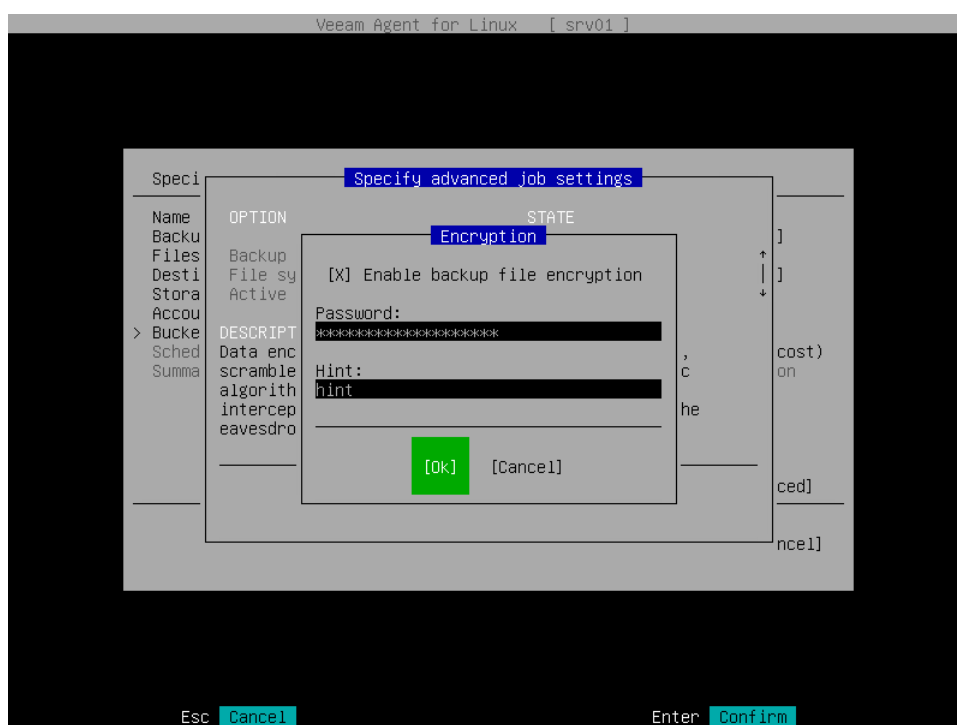 Veeam Agent for Linux [ srv01 ]
Speci
Specify advanced job settings
Name
OPTION
STATE
Backu
Encryption
]
Files
Backup
Desti
File sy
[X] Enable backup file encryption
]
Stora
Active
Accou
Password:
> Bucke
DESCRIPT
********************
Sched
Data enc
,
cost)
Summa
scramble
Hint:
c
on
algorith
hint
intercep
he
eavesdro
[Ok] [Cancel]
ced]
ncel]
Esc Cancel
Enter Confirm